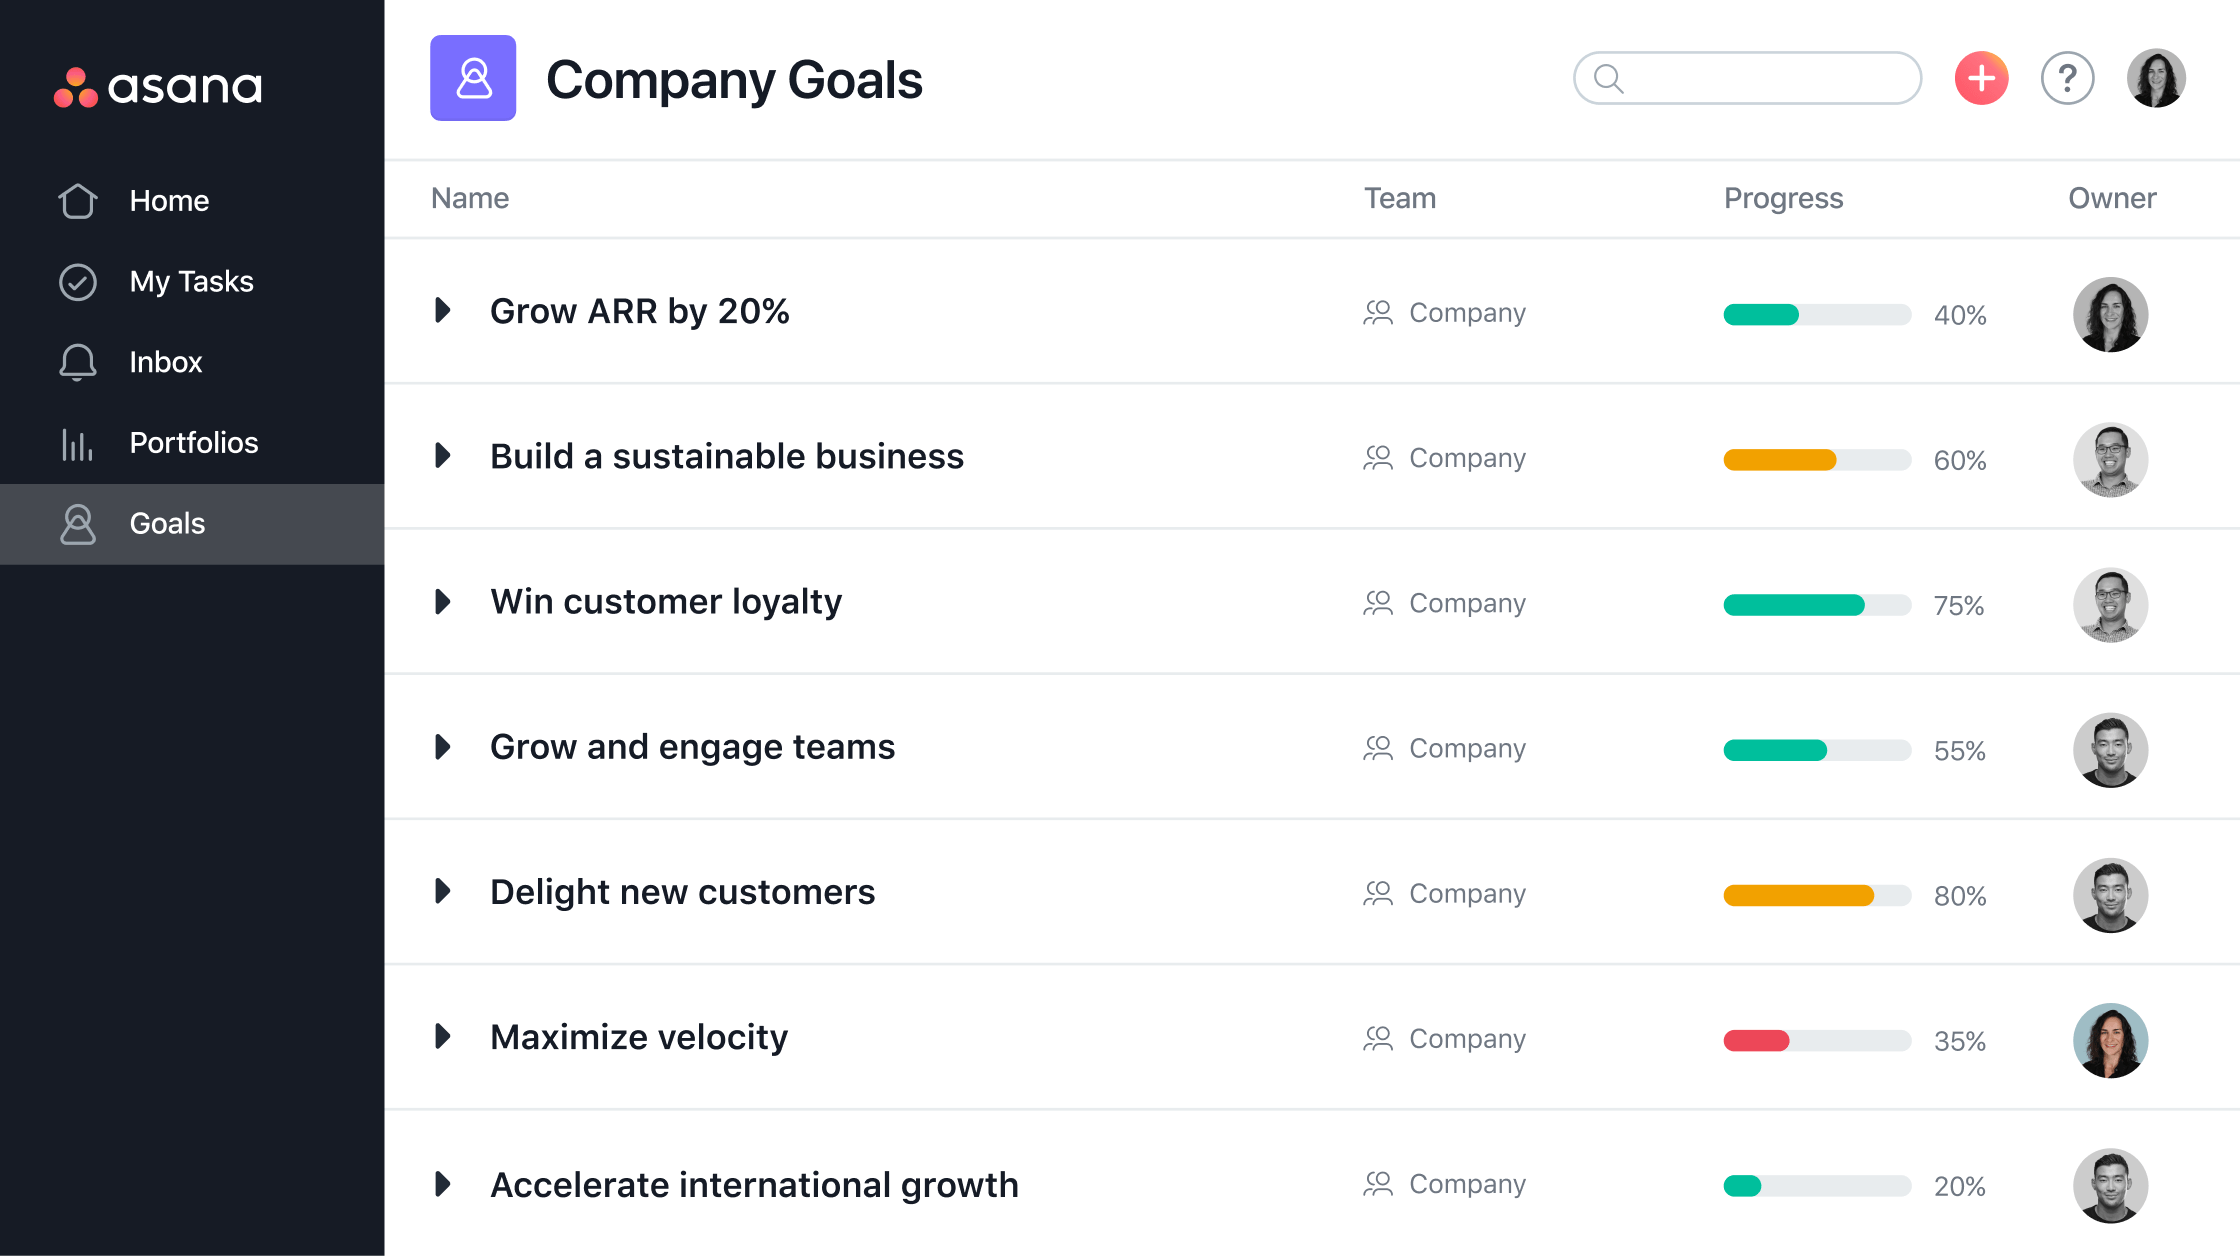 asana
Home
My Tasks
Inbox
Portfolios
Goals
Company Goals
?
Name Team Progress Owner
Grow ARR by 20% Company 40%
Build a sustainable business Company 60%
Win customer loyalty Company 75%
Grow and engage teams Company 55%
Delight new customers Company 80%
Maximize velocity Company 35%
Accelerate international growth Company 20%